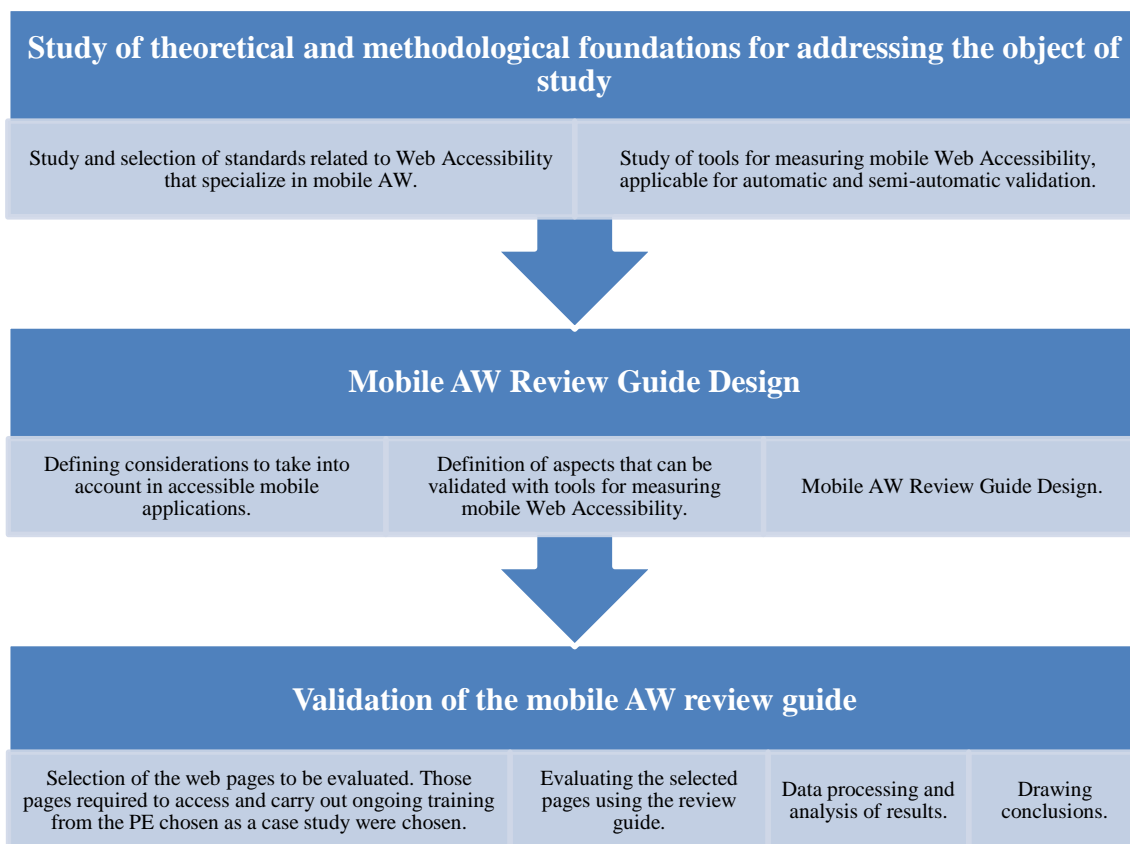 Study of theoretical and methodological foundations for addressing the object of
study
Study and selection of standards related to Web Accessibility
that specialize in mobile AW.
Study of tools for measuring mobile Web Accessibility,
applicable for automatic and semi-automatic validation.
Mobile AW Review Guide Design
Defining considerations to take into
account in accessible mobile
applications.
Definition of aspects that can be
validated with tools for measuring
mobile Web Accessibility.
Mobile AW Review Guide Design.
Validation of the mobile AW review guide
Selection of the web pages to be evaluated. Those
pages required to access and carry out ongoing training
from the PE chosen as a case study were chosen.
Evaluating the selected
pages using the review
guide.
Data processing and
analysis of results.
Drawing
conclusions.